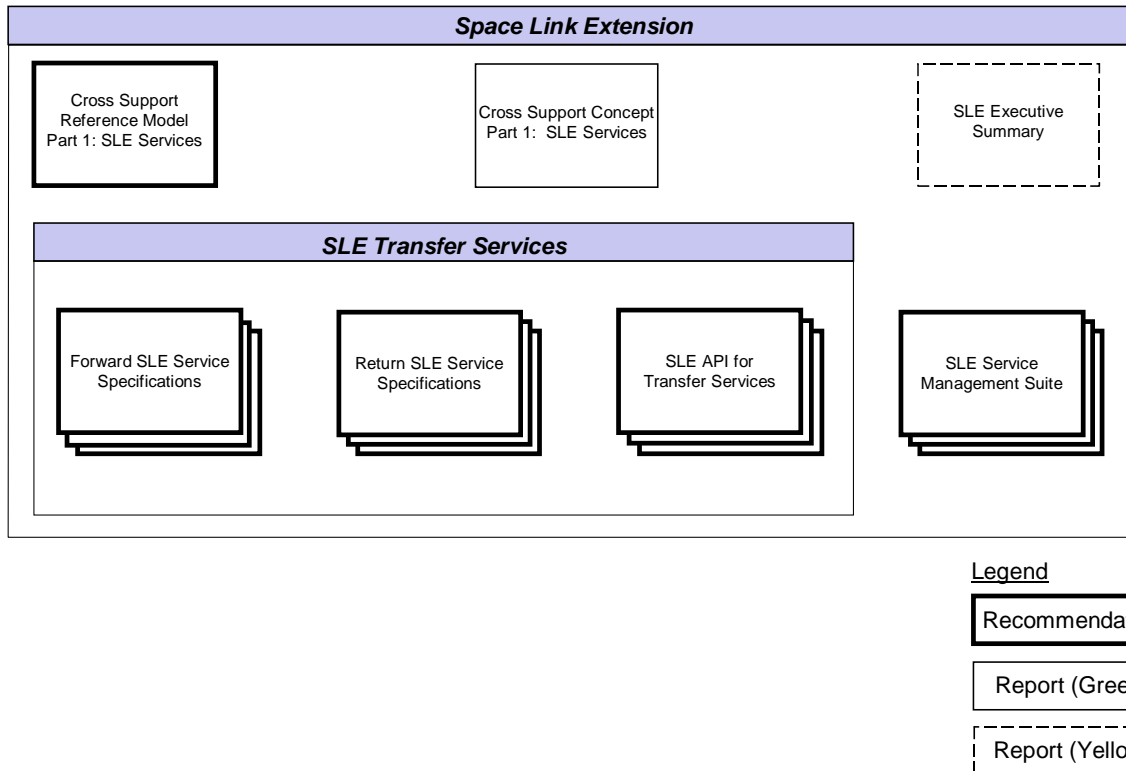 Space Link Extension
Cross Support
Reference Model
Part 1: SLE Services
Cross Support Concept
Part 1: SLE Services
SLE Executive
Summary
SLE Transfer Services
Forward SLE Service
Specifications
Return SLE Service
Specifications
SLE API for
Transfer Services
SLE Service
Management Suite
Legend
Report
Report